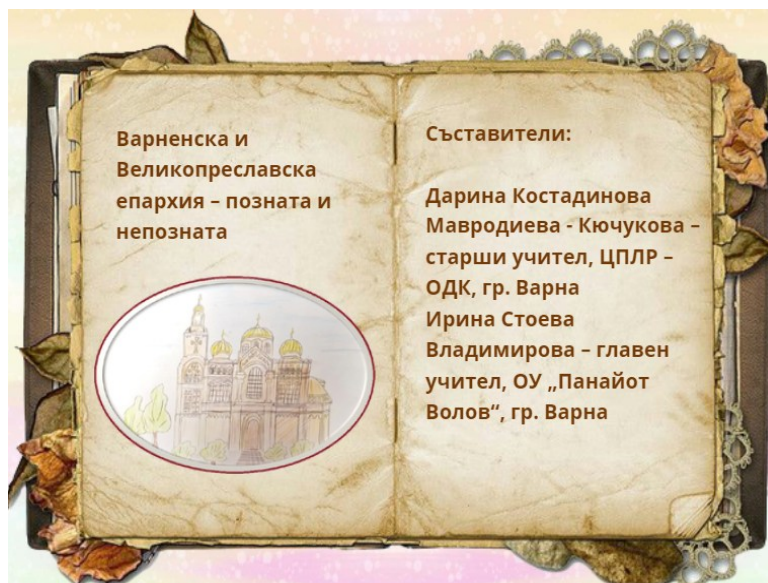 Варненска и
Великопреславска
епархия – позната и
непозната
Съставители:
Дарина Костадинова
Мавродиева - Кючукова –
старши учител, ЦПЛР –
ОДК, гр. Варна
Ирина Стоева
Владимирова – главен
учител, ОУ „Панайот
Волов“, гр. Варна